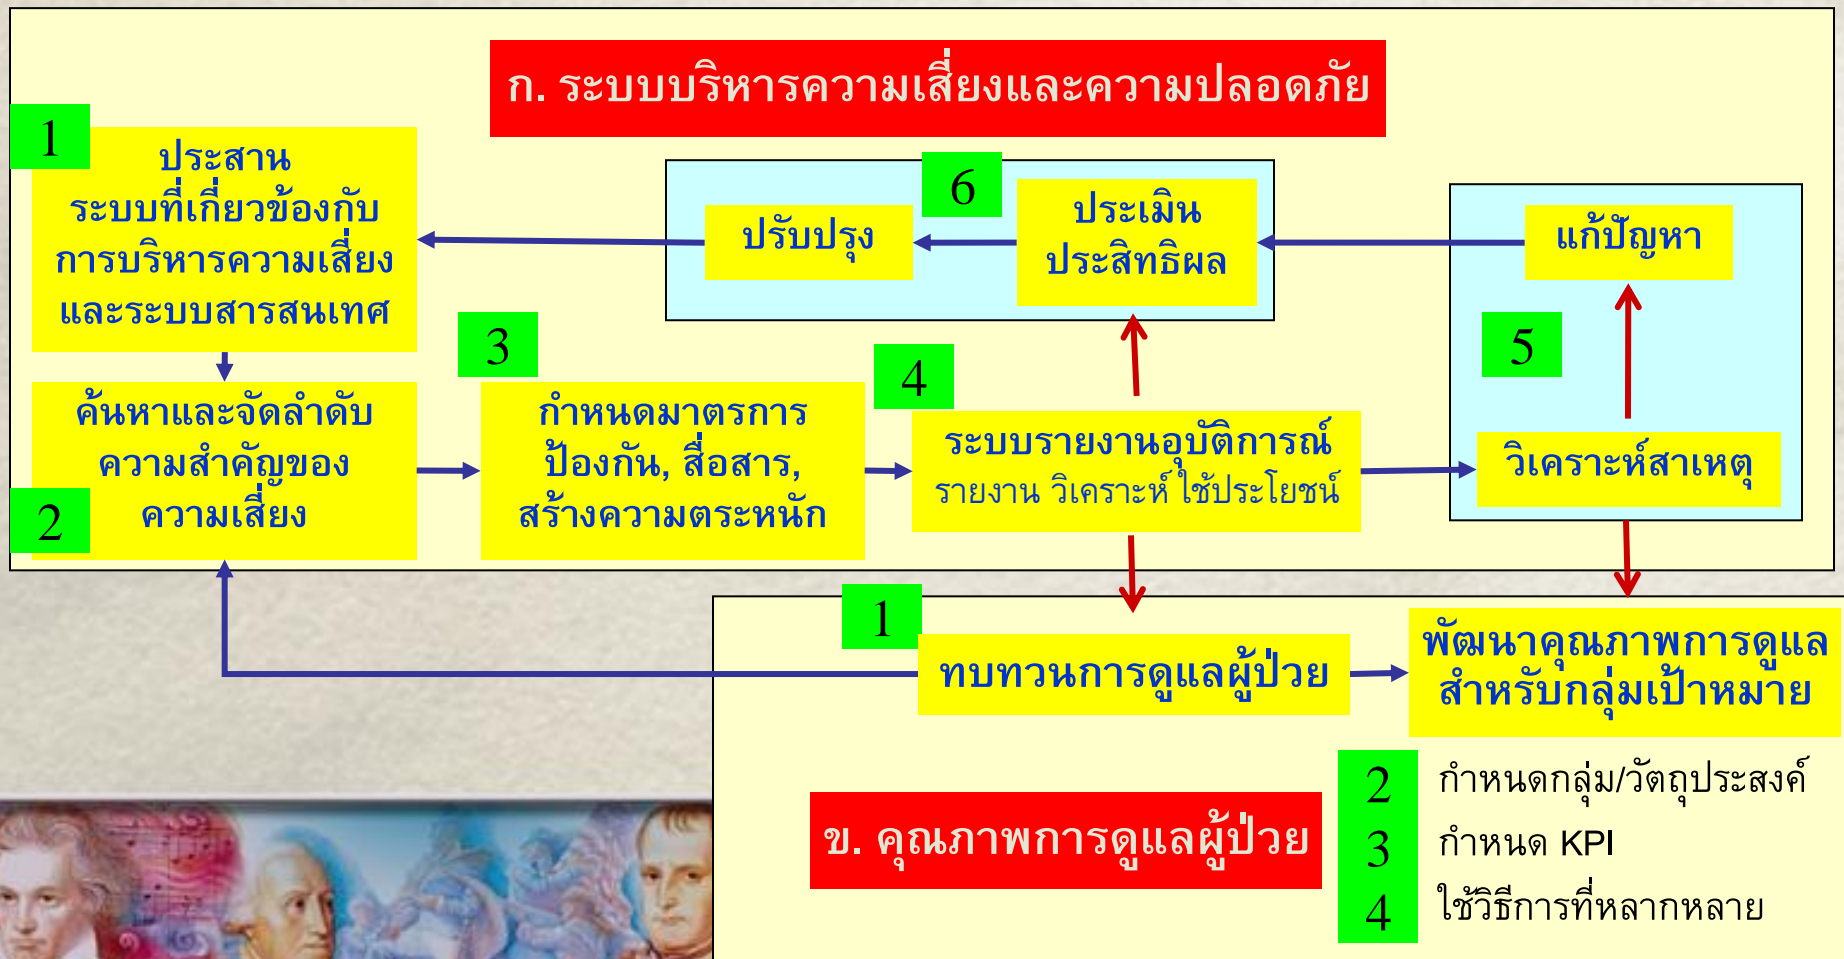 ก. ระบบบริหารความเสี่ยงและความปลอดภัย
1
ประสาน
ระบบที่เกี่ยวข้องกับ
การบริหารความเสี่ยง
และระบบสารสนเทศ
2
ค้นหาและจัดลำดับ
ความสำคัญของ
ความเสี่ยง
3
กำหนดมาตรการ
ป้องกัน, สื่อสาร,
สร้างความตระหนัก
4
ระบบรายงานอุบัติการณ์
รายงาน วิเคราะห์ ใช้ประโยชน์
5
วิเคราะห์สาเหตุ
แก้ปัญหา
6
ประเมิน
ประสิทธิผล
ปรับปรุง
1
ทบทวนการดูแลผู้ป่วย
พัฒนาคุณภาพการดูแล
สำหรับกลุ่มเป้าหมาย
ข. คุณภาพการดูแลผู้ป่วย
2 กำหนดกลุ่ม/วัตถุประสงค์
3 กำหนด KPI
4 ใช้วิธีการที่หลากหลาย